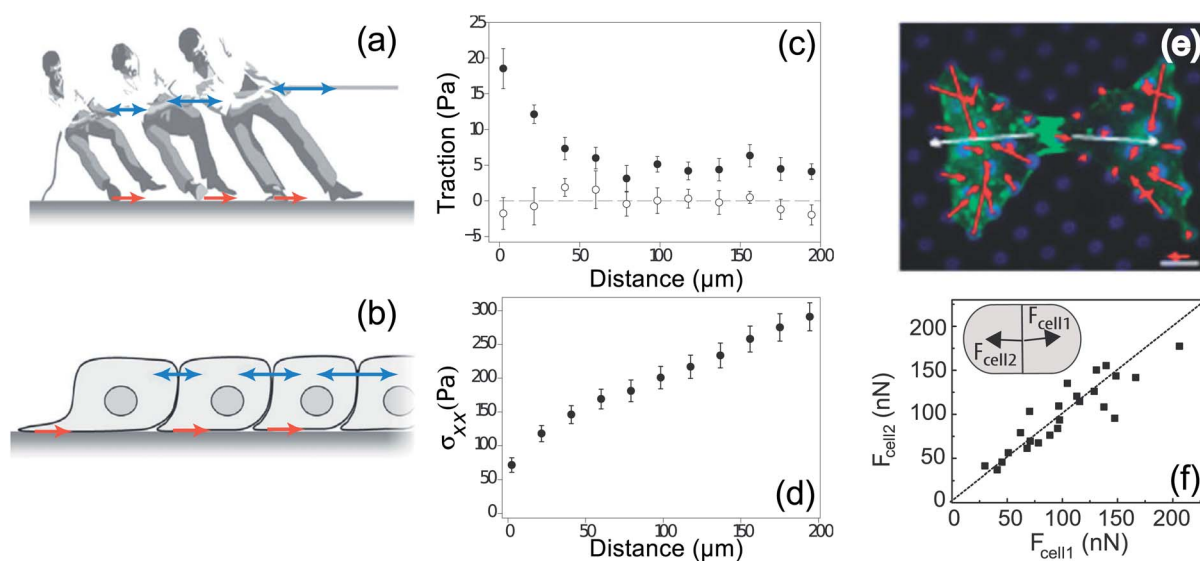 (a)
(b)
(c)
Traction (Pa)
25
20
15
10
5
0
−5
0
50
100
150
200
Distance (µm)
(d)
σxx (Pa)
300
250
200
150
100
50
00
0
50
100
150
200
Distance (µm)
(e)
(f)
Fcell2 (nN)
200
150
100
50
0
Fcell1
Fcell2
0
50
100
150
200
Fcell1 (nN)